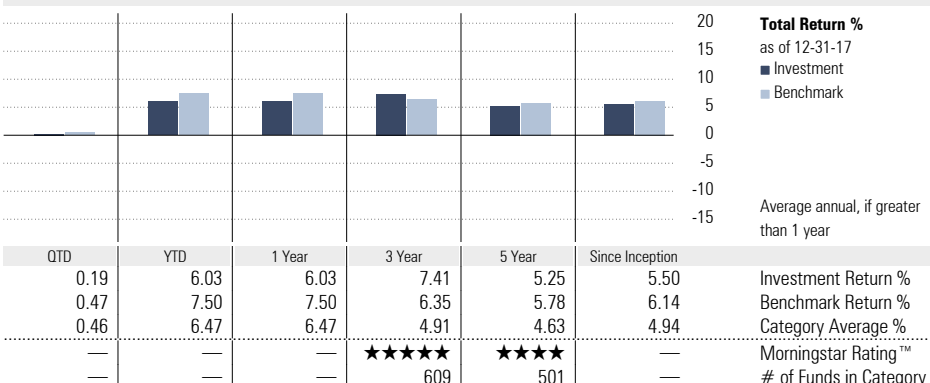 20
15
10
5
0
-5
-10
-15
Total Return %
as of 12-31-17
■ Investment
■ Benchmark
Average annual, if greater
than 1 year
QTD YTD 1 Year 3 Year 5 Year Since Inception
0.19 6.03 6.03 7.41 5.25 5.50 Investment Return %
0.47 7.50 7.50 6.35 5.78 6.14 Benchmark Return %
0.46 6.47 6.47 4.91 4.63 4.94 Category Average %
— — — ★★★★★ ★★★★ — Morningstar Rating™
— — — 609 501 — # of Funds in Category